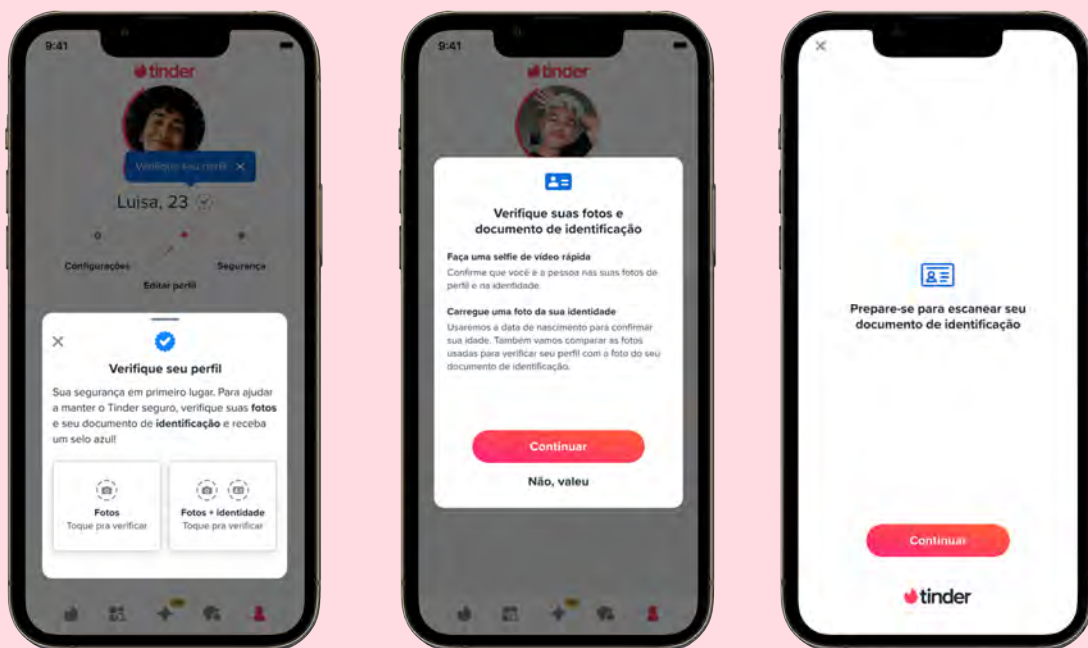 9:41
tinder
Verifique seu perfil
Luisa, 23
Configurações
Segurança
Editar perfil
Verifique seu perfil
Sua segurança em primeiro lugar. Para ajudar
a manter o Tinder seguro, verifique suas fotos
e seu documento de identificação e receba
um selo azul!
Fotos
Toque pra verificar
Fotos + identidade
Toque pra verificar
9:41
tinder
Verifique suas fotos e
documento de identificação
Faça uma selfie de vídeo rápida
Confirme que você é a pessoa nas suas fotos de
perfil e na identidade.
Carregue uma foto da sua identidade
Usaremos a data de nascimento para confirmar
sua idade. Também vamos comparar as fotos
usadas para verificar seu perfil com a foto do seu
documento de identificação.
Continuar
Não, valeu
Prepare-se para escanear seu
documento de identificação
Continuar
tinder